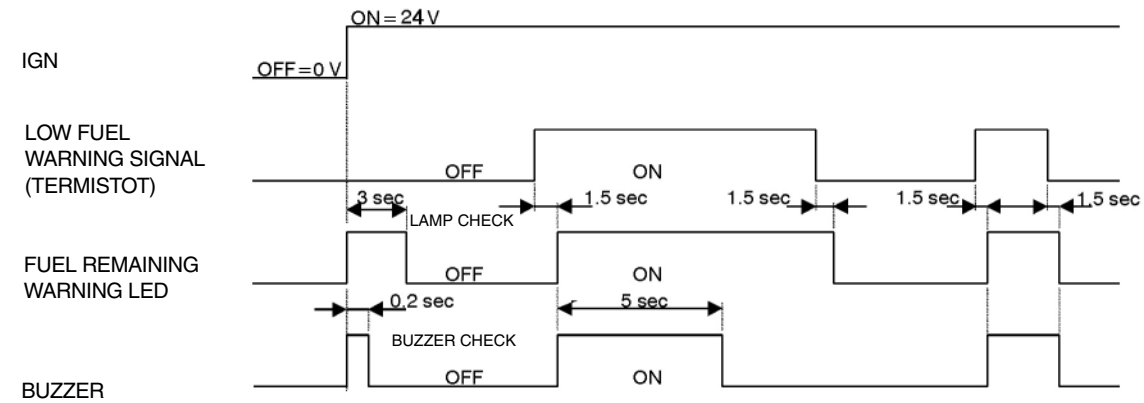 ON=24V
IGN
OFF=0 V
LOW FUEL
WARNING SIGNAL
(TERMISTOT)
OFF ON
3 sec 1.5 sec 1.5 sec 1.5 sec 1.5 sec
LAMP CHECK
FUEL REMAINING
WARNING LED
OFF ON
0.2 sec 5 sec
BUZZER CHECK
BUZZER
OFF ON